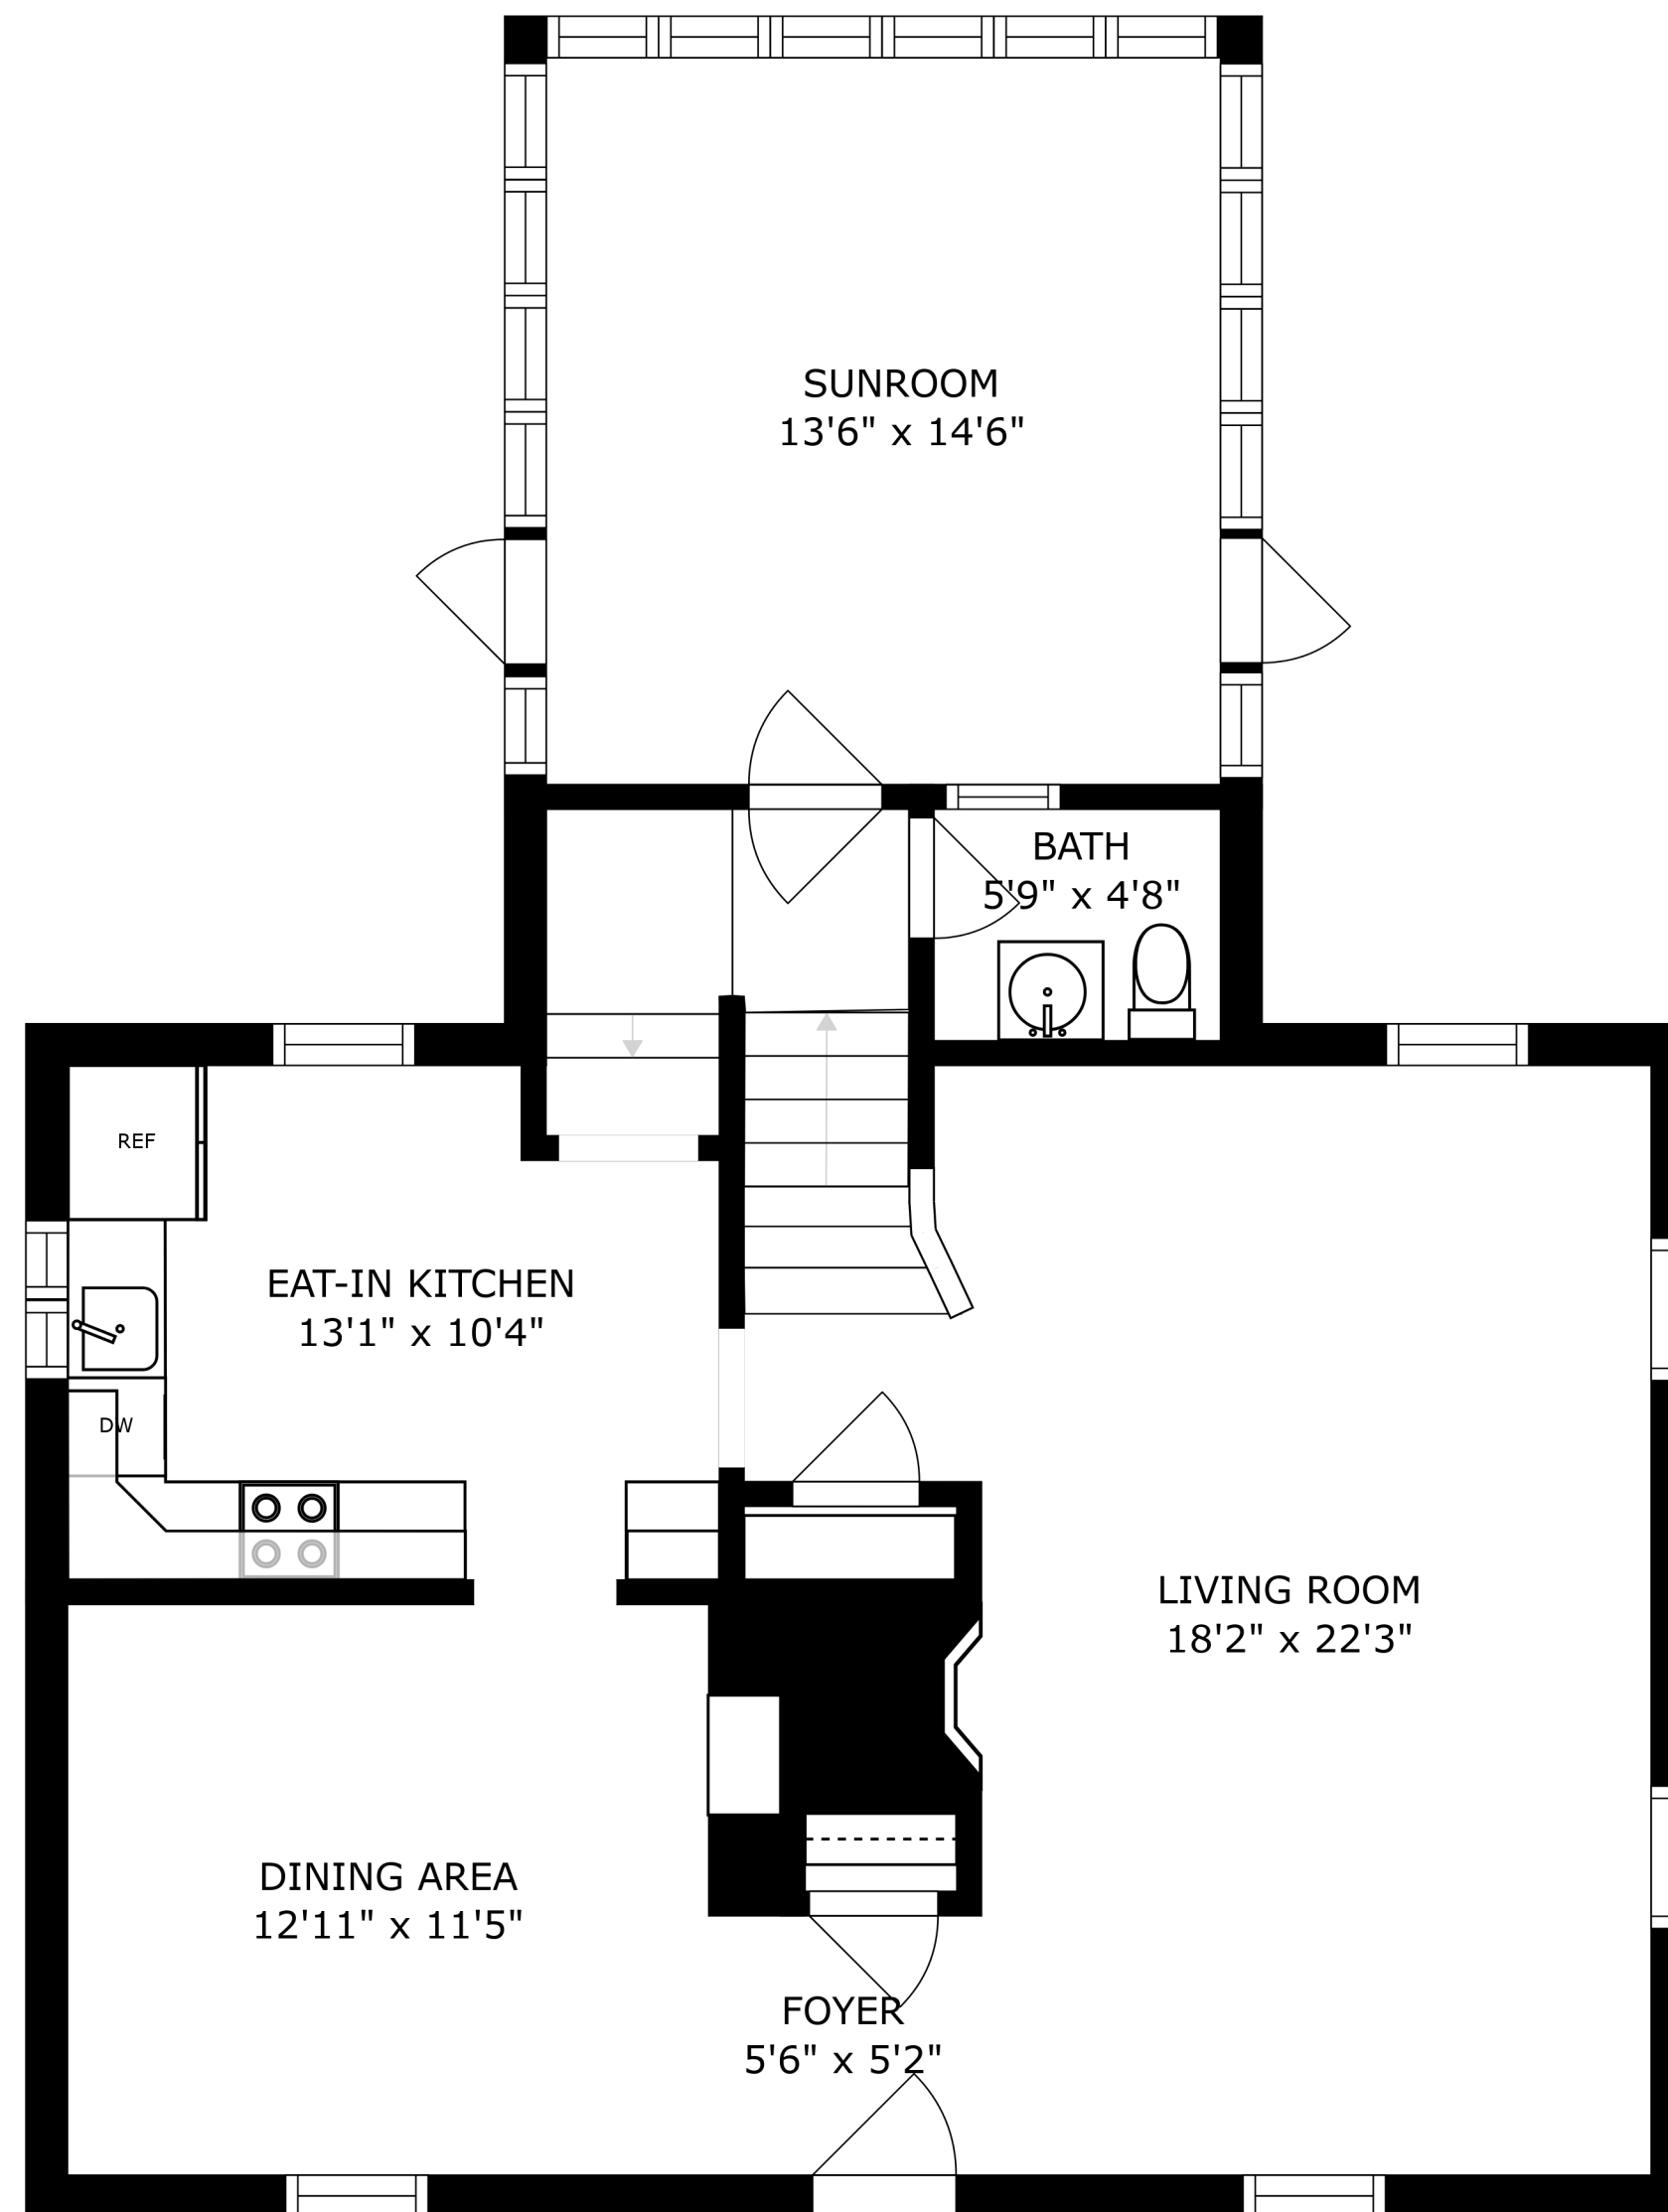 SUNROOM
13'6" x 14'6"
BATH
5'9" x 4'8"
REF
EAT-IN KITCHEN
13'1" x 10'4"
DW
LIVING ROOM
18'2" x 22'3"
DINING AREA
12'11" x 11'5"
FOYER
5'6" x 5'2"